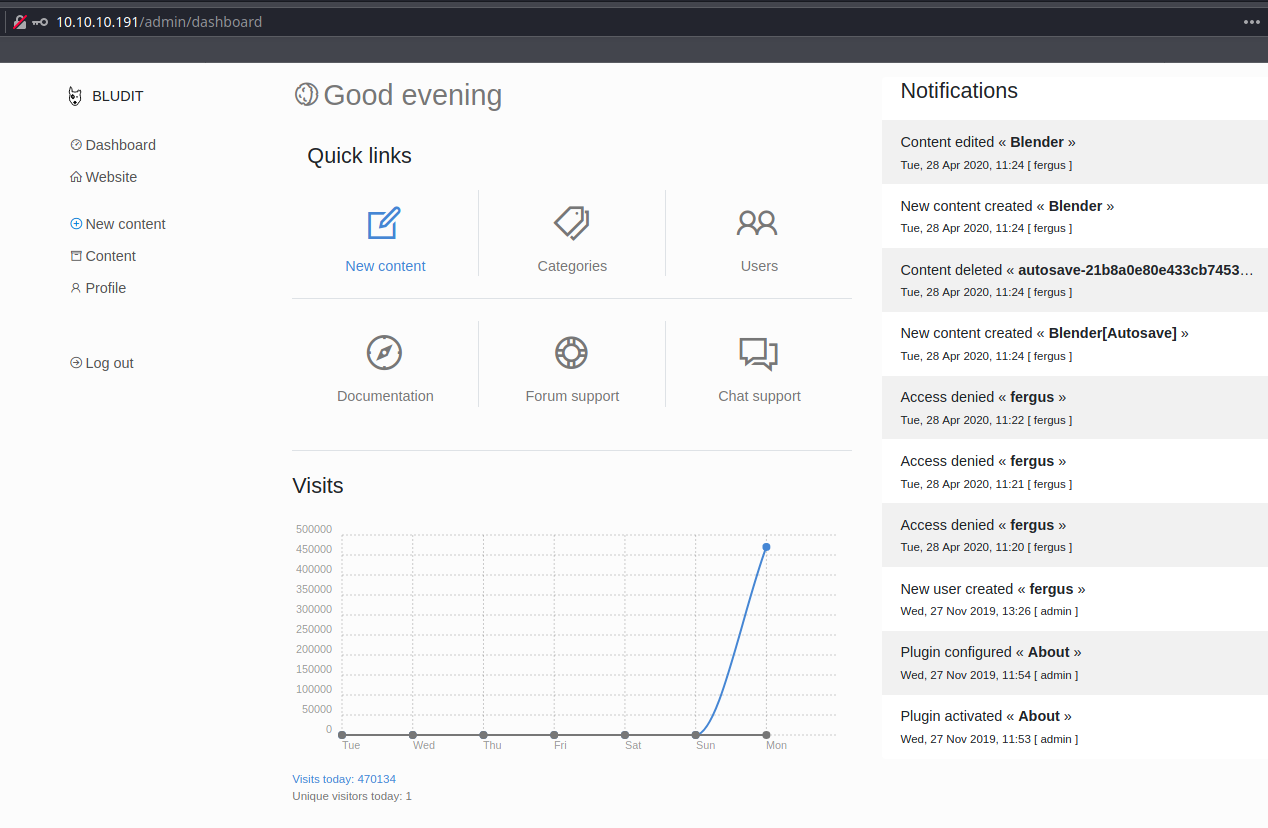 10.10.10.191/admin/dashboard
BLUDIT
Dashboard
Website
New content
Content
Profile
Log out
Good evening
Quick links
New content
Categories
Users
Documentation
Forum support
Chat support
Visits
500000
450000
400000
350000
300000
250000
200000
150000
100000
50000
0
Tue Wed Thu Fri Sat Sun Mon
Visits today: 470134
Unique visitors today: 1
Notifications
Content edited « Blender »
Tue, 28 Apr 2020, 11:24 [ fergus ]
New content created « Blender »
Tue, 28 Apr 2020, 11:24 [ fergus ]
Content deleted « autosave-21b8a0e80e433cb7453…
Tue, 28 Apr 2020, 11:24 [ fergus ]
New content created « Blender[Autosave] »
Tue, 28 Apr 2020, 11:24 [ fergus ]
Access denied « fergus »
Tue, 28 Apr 2020, 11:22 [ fergus ]
Access denied « fergus »
Tue, 28 Apr 2020, 11:21 [ fergus ]
Access denied « fergus »
Tue, 28 Apr 2020, 11:20 [ fergus ]
New user created « fergus »
Wed, 27 Nov 2019, 13:26 [ admin ]
Plugin configured « About »
Wed, 27 Nov 2019, 11:54 [ admin ]
Plugin activated « About »
Wed, 27 Nov 2019, 11:53 [ admin ]